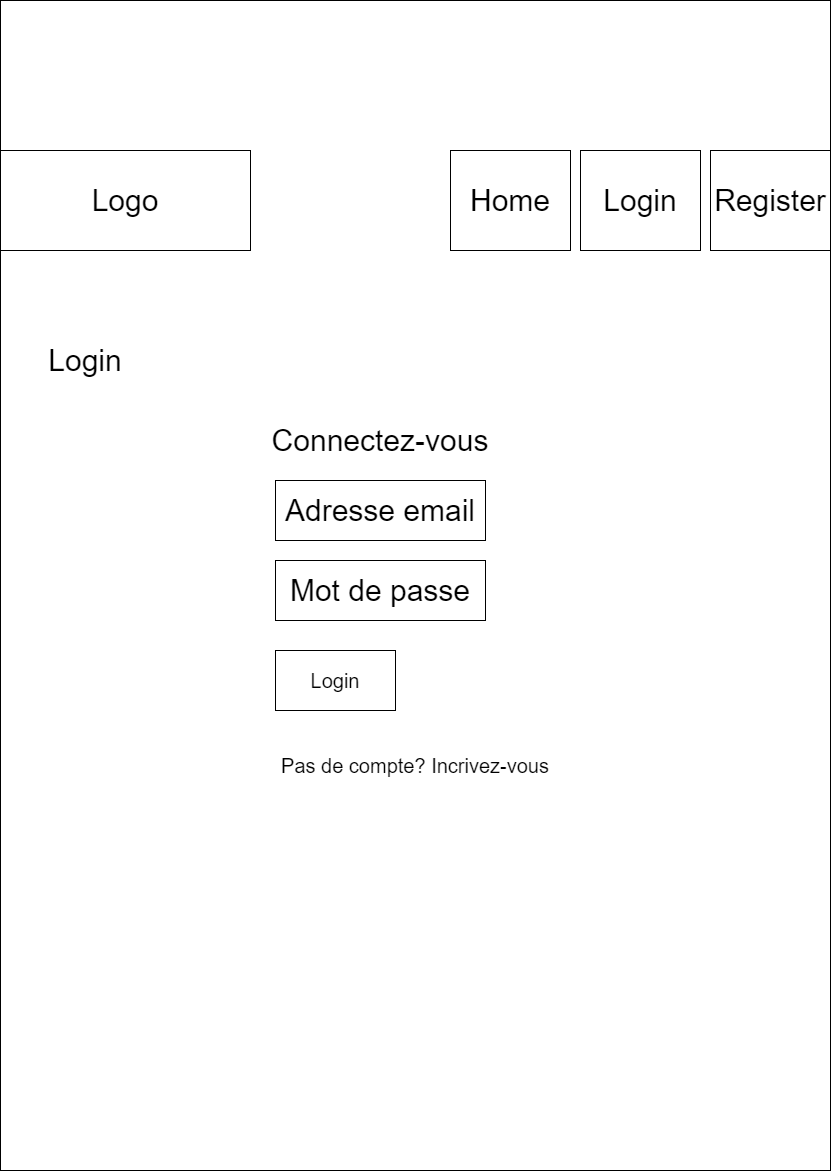 Logo
Home
Login
Register
Login
Connectez-vous
Adresse email
Mot de passe
Login
Pas de compte? Incrivez-vous